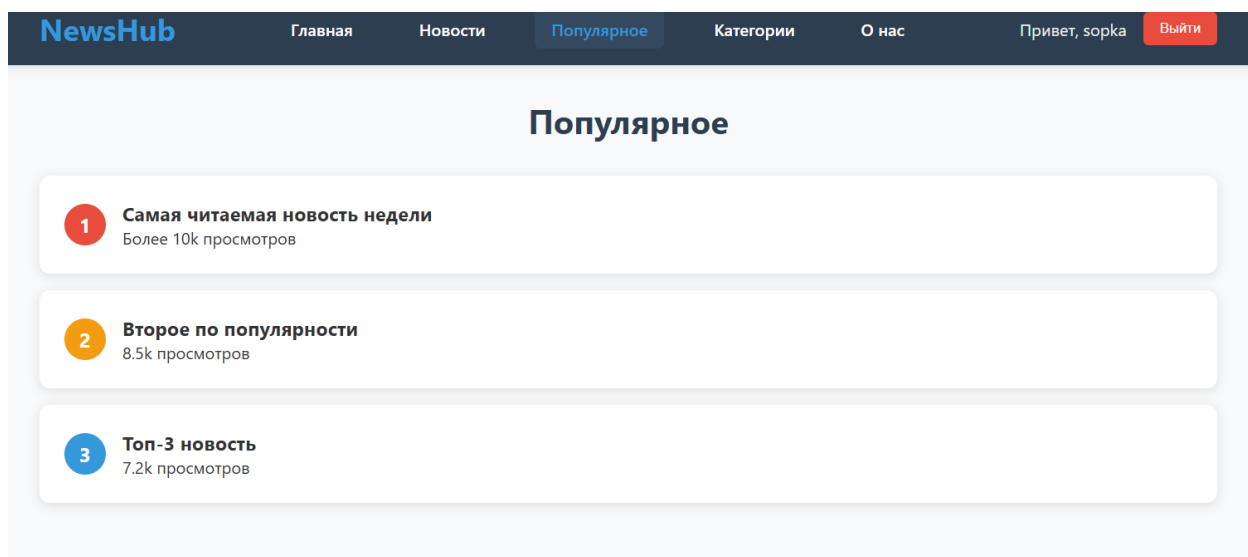 NewsHub Главная Новости Популярное Категории О нас Привет, sopka Выйти
Популярное
1
Самая читаемая новость недели
Более 10k просмотров
2
Второе по популярности
8.5k просмотров
3
Топ-3 новость
7.2k просмотров